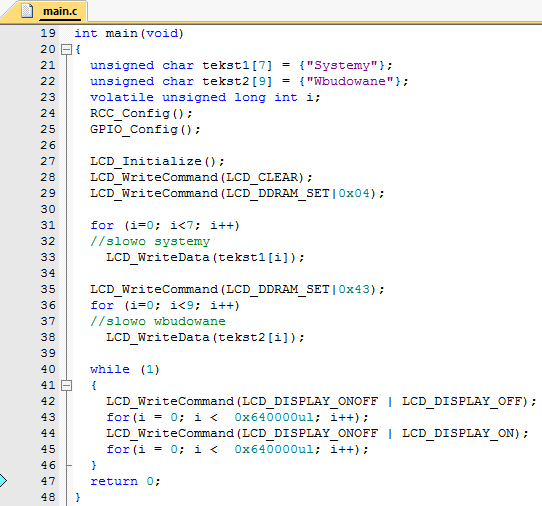 main.c
19 int main(void)
20 {
21 unsigned char tekst1[7] = {"Systemy"};
22 unsigned char tekst2[9] = {"Wbudowane"};
23 volatile unsigned long int i;
24 RCC_Config();
25 GPIO_Config();
26
27 LCD_Initialize();
28 LCD_WriteCommand(LCD_CLEAR);
29 LCD_WriteCommand(LCD_DDRAM_SET|0x04);
30
31 for (i=0; i<7; i++)
32 //slowo systemy
33 LCD_WriteData(tekst1[i]);
34
35 LCD_WriteCommand(LCD_DDRAM_SET|0x43);
36 for (i=0; i<9; i++)
37 //slowo wbudowane
38 LCD_WriteData(tekst2[i]);
39
40 while (1)
41 {
42 LCD_WriteCommand(LCD_DISPLAY_ONOFF | LCD_DISPLAY_OFF);
43 for(i = 0; i <  0x640000ul; i++);
44 LCD_WriteCommand(LCD_DISPLAY_ONOFF | LCD_DISPLAY_ON);
45 for(i = 0; i <  0x640000ul; i++);
46 }
47 return 0;
48 }